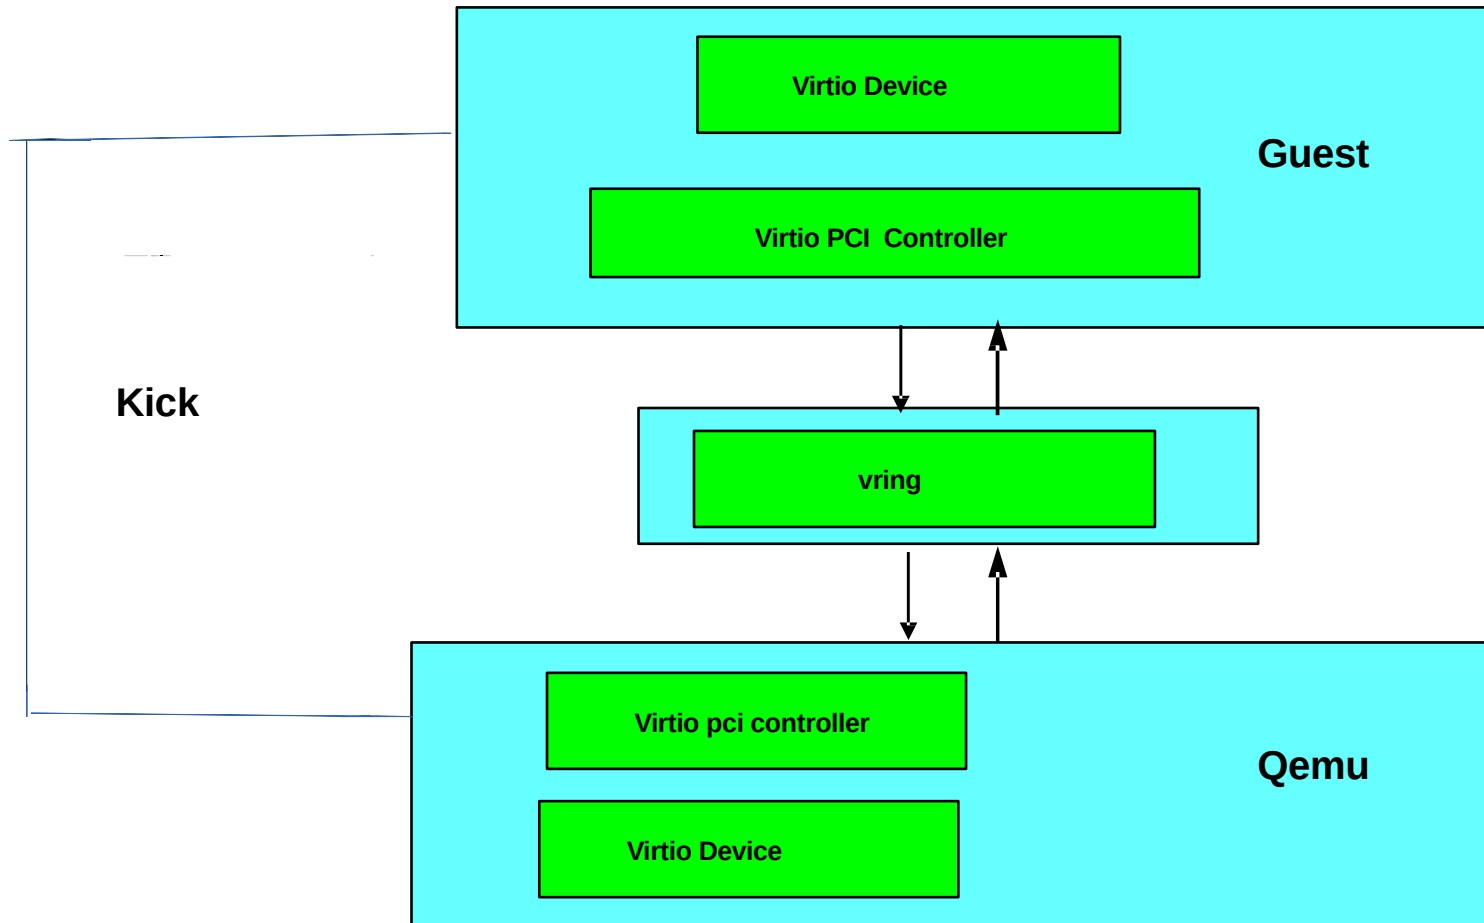 Virtio Device
Guest
Virtio PCI  Controller
Kick
vring
Virtio pci controller
Qemu
Virtio Device